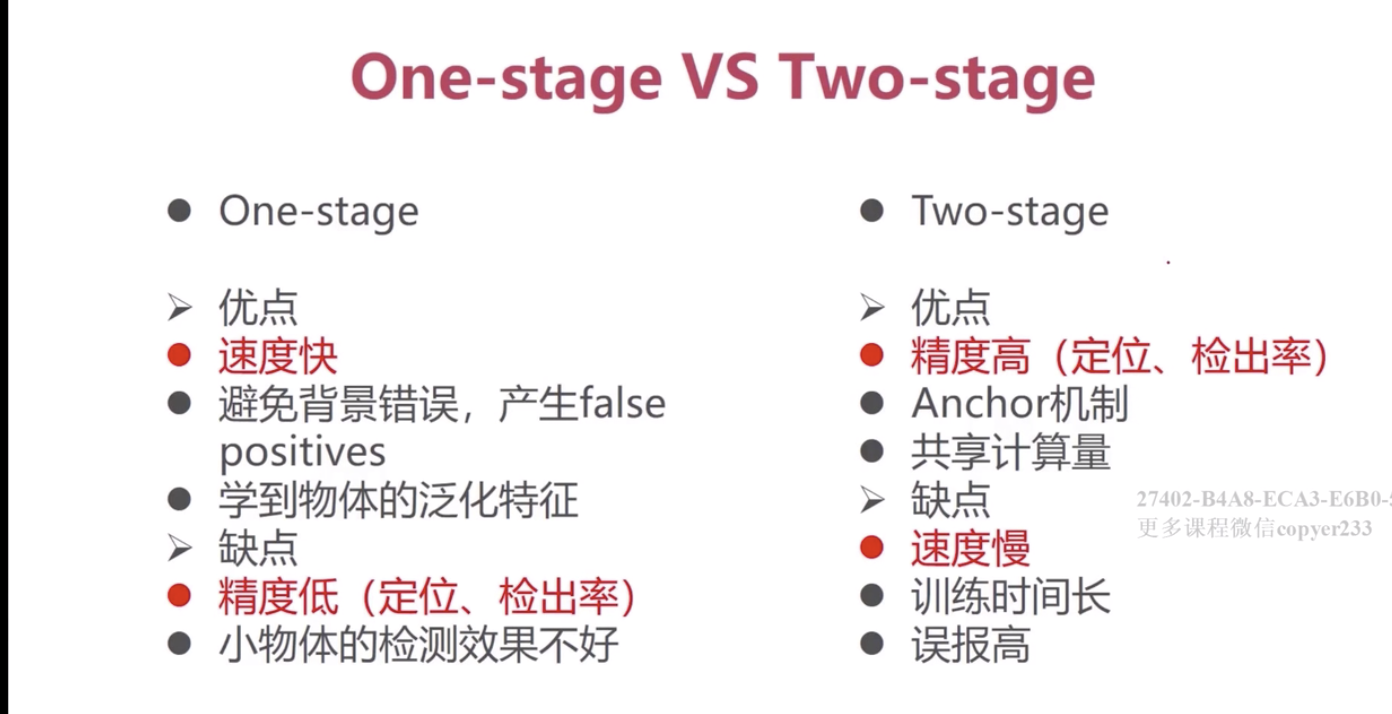 One-stage VS Two-stage
One-stage
优点
速度快
避免背景错误，产生false
positives
学到物体的泛化特征
缺点
精度低（定位、检出率）
小物体的检测效果不好
Two-stage
优点
精度高（定位、检出率）
Anchor机制
共享计算量
缺点
速度慢
训练时间长
误报高
27402-B4A8-ECA3-E6B0-
更多课程微信copyer233